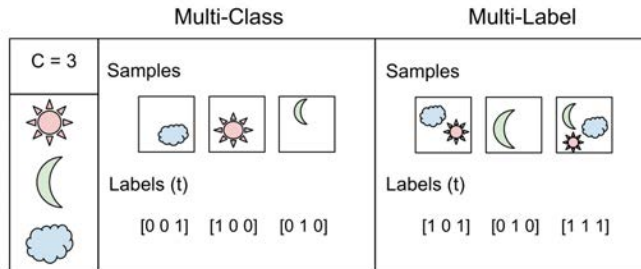 Multi-Class
Multi-Label
C = 3
Samples
Samples
Labels (t)
Labels (t)
[0 0 1] [1 0 0] [0 1 0]
[1 0 1] [0 1 0] [1 1 1]